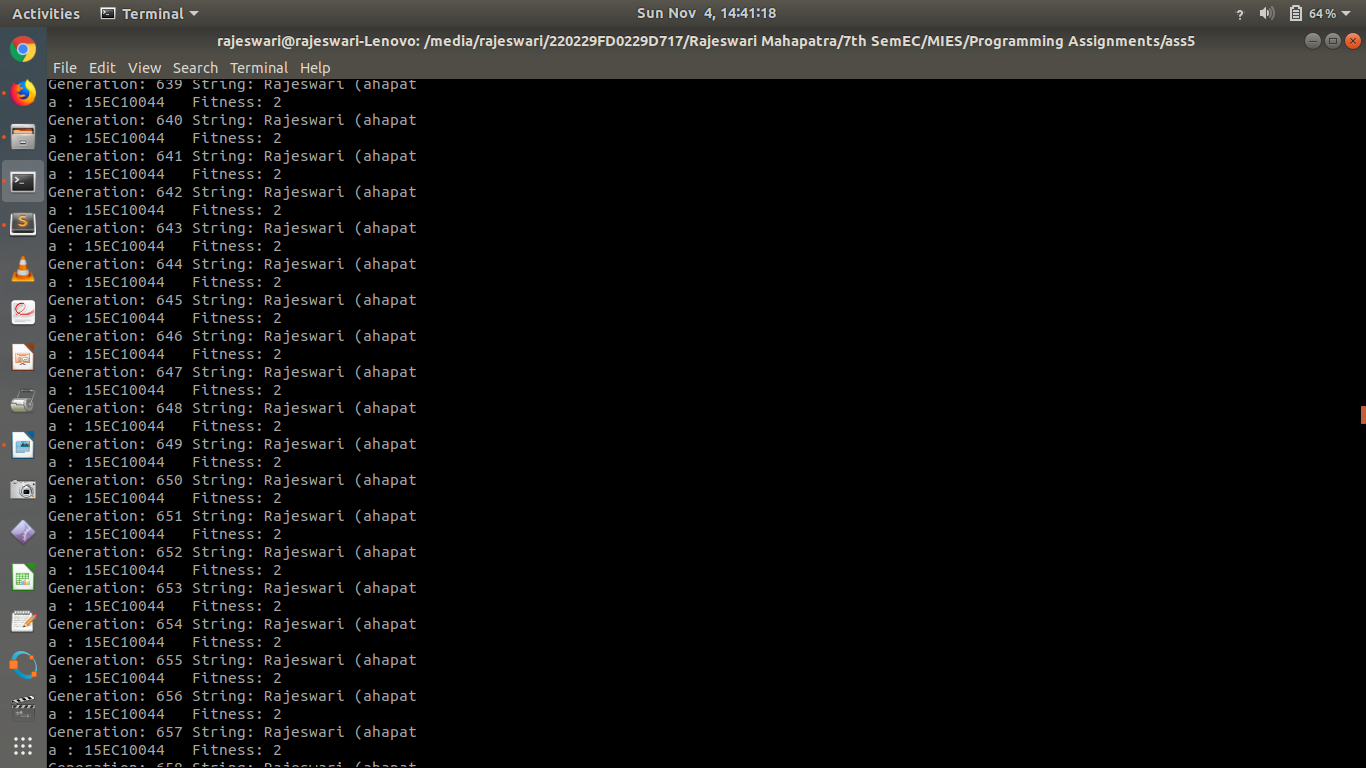 Activities Terminal Sun Nov 4, 14:41:18 ? 64%
rajeswari@rajeswari-Lenovo: /media/rajeswari/220229FD0229D717/Rajeswari Mahapatra/7th SemEC/MIES/Programming Assignments/ass5
File Edit View Search Terminal Help
Generation: 639 String: Rajeswari (ahapat
a : 15EC10044   Fitness: 2
Generation: 640 String: Rajeswari (ahapat
a : 15EC10044   Fitness: 2
Generation: 641 String: Rajeswari (ahapat
a : 15EC10044   Fitness: 2
Generation: 642 String: Rajeswari (ahapat
a : 15EC10044   Fitness: 2
Generation: 643 String: Rajeswari (ahapat
a : 15EC10044   Fitness: 2
Generation: 644 String: Rajeswari (ahapat
a : 15EC10044   Fitness: 2
Generation: 645 String: Rajeswari (ahapat
a : 15EC10044   Fitness: 2
Generation: 646 String: Rajeswari (ahapat
a : 15EC10044   Fitness: 2
Generation: 647 String: Rajeswari (ahapat
a : 15EC10044   Fitness: 2
Generation: 648 String: Rajeswari (ahapat
a : 15EC10044   Fitness: 2
Generation: 649 String: Rajeswari (ahapat
a : 15EC10044   Fitness: 2
Generation: 650 String: Rajeswari (ahapat
a : 15EC10044   Fitness: 2
Generation: 651 String: Rajeswari (ahapat
a : 15EC10044   Fitness: 2
Generation: 652 String: Rajeswari (ahapat
a : 15EC10044   Fitness: 2
Generation: 653 String: Rajeswari (ahapat
a : 15EC10044   Fitness: 2
Generation: 654 String: Rajeswari (ahapat
a : 15EC10044   Fitness: 2
Generation: 655 String: Rajeswari (ahapat
a : 15EC10044   Fitness: 2
Generation: 656 String: Rajeswari (ahapat
a : 15EC10044   Fitness: 2
Generation: 657 String: Rajeswari (ahapat
a : 15EC10044   Fitness: 2
Generation: 658 String: Rajeswari (ahapat